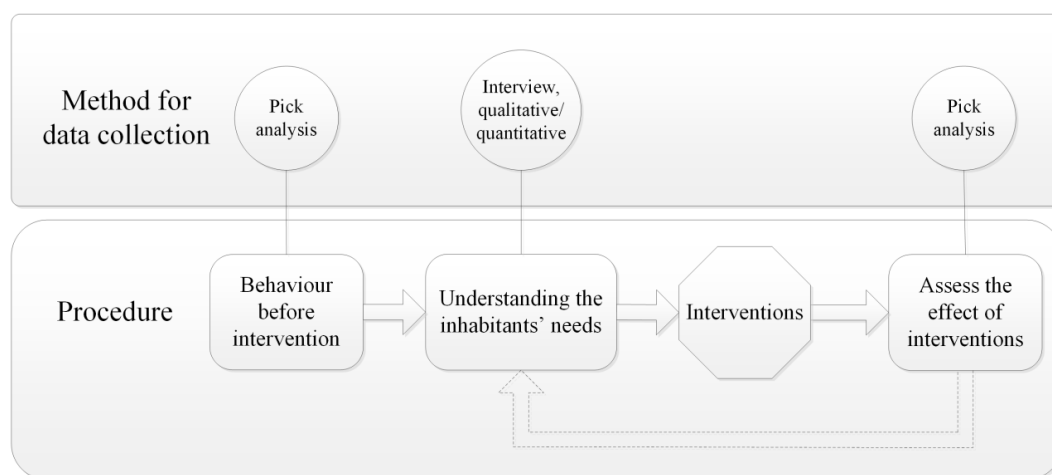 Method for
data collection
Pick
analysis
Interview,
qualitative/
quantitative
Pick
analysis
Procedure
Behaviour
before
intervention
Understanding the
inhabitants’ needs
Interventions
Assess the
effect of
interventions